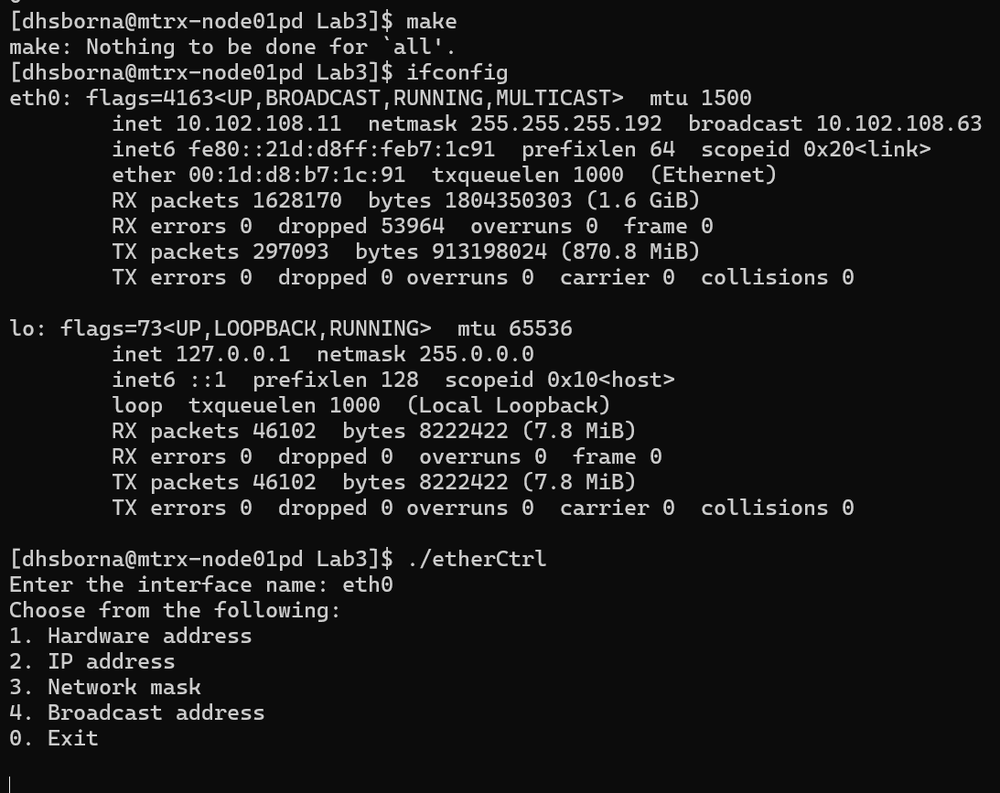 [dhsborna@mtrx-node01pd Lab3]$ make
make: Nothing to be done for `all'.
[dhsborna@mtrx-node01pd Lab3]$ ifconfig
eth0: flags=4163<UP,BROADCAST,RUNNING,MULTICAST>  mtu 1500
        inet 10.102.108.11  netmask 255.255.255.192  broadcast 10.102.108.63
        inet6 fe80::21d:d8ff:feb7:1c91  prefixlen 64  scopeid 0x20<link>
        ether 00:1d:d8:b7:1c:91  txqueuelen 1000  (Ethernet)
        RX packets 1628170  bytes 1804350303 (1.6 GiB)
        RX errors 0  dropped 53964  overruns 0  frame 0
        TX packets 297093  bytes 913198024 (870.8 MiB)
        TX errors 0  dropped 0 overruns 0  carrier 0  collisions 0

lo: flags=73<UP,LOOPBACK,RUNNING>  mtu 65536
        inet 127.0.0.1  netmask 255.0.0.0
        inet6 ::1  prefixlen 128  scopeid 0x10<host>
        loop  txqueuelen 1000  (Local Loopback)
        RX packets 46102  bytes 8222422 (7.8 MiB)
        RX errors 0  dropped 0  overruns 0  frame 0
        TX packets 46102  bytes 8222422 (7.8 MiB)
        TX errors 0  dropped 0 overruns 0  carrier 0  collisions 0

[dhsborna@mtrx-node01pd Lab3]$ ./etherCtrl
Enter the interface name: eth0
Choose from the following:
1. Hardware address
2. IP address
3. Network mask
4. Broadcast address
0. Exit